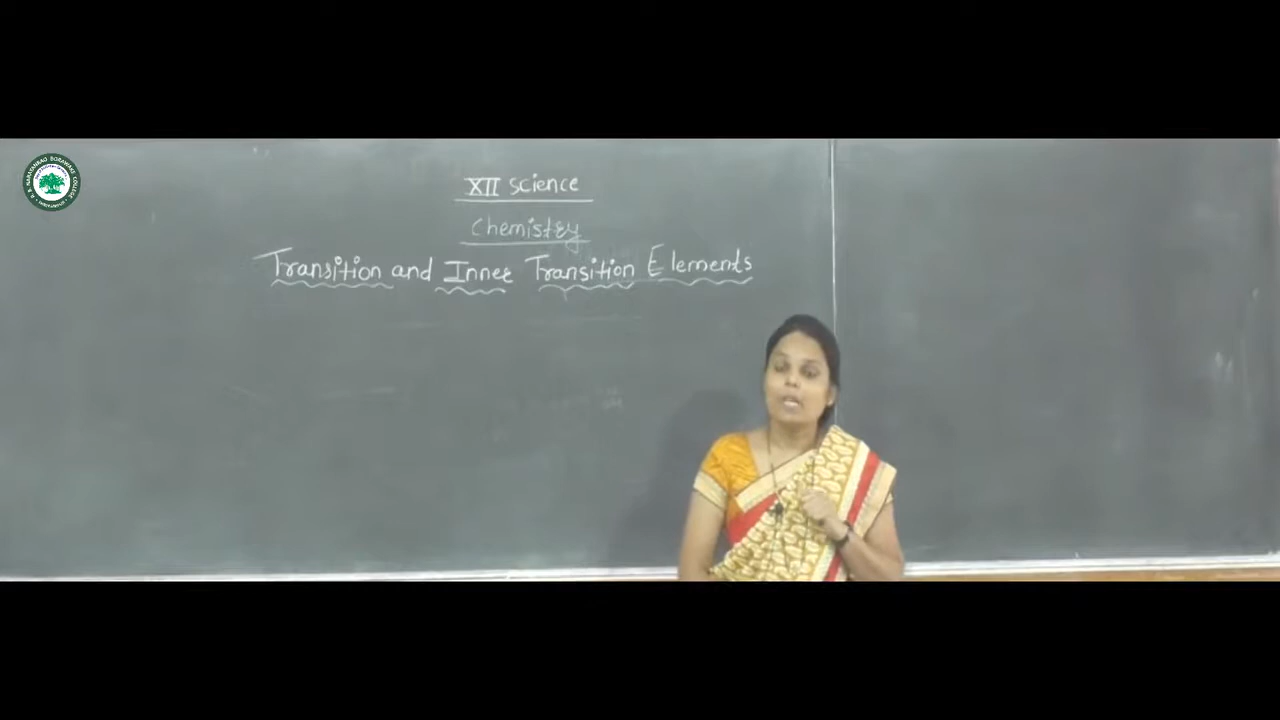 XII Science
Chemistry
Transition and Inner Transition Elements